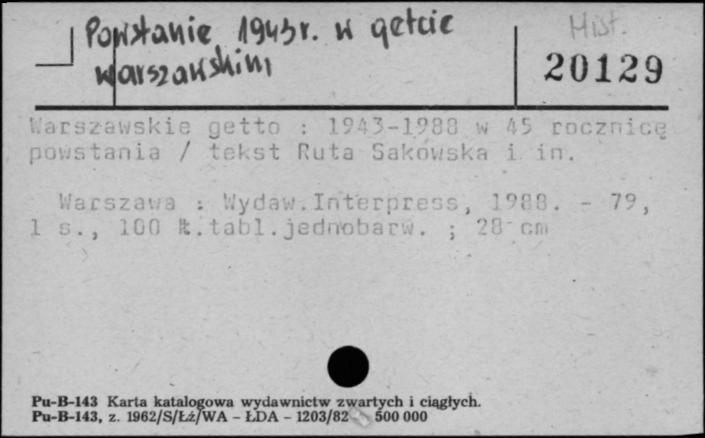 Powstanie 1943r. w getcie
warszawskim
Hist.
20129
Warszawskie getto : 1943-1988 w 45 rocznicę
powstania / tekst Ruta Sakowska i in.
Warszawa : Wydaw.Interpress, 1988. - 79,
1 s., 100 k.tabl.jednobarw. ; 28 cm
Pu-B-143 Karta katalogowa wydawnictw zwartych i ciągłych.
Pu-B-143, z. 1962/S/Łż/WA - ŁDA - 1203/82 500 000